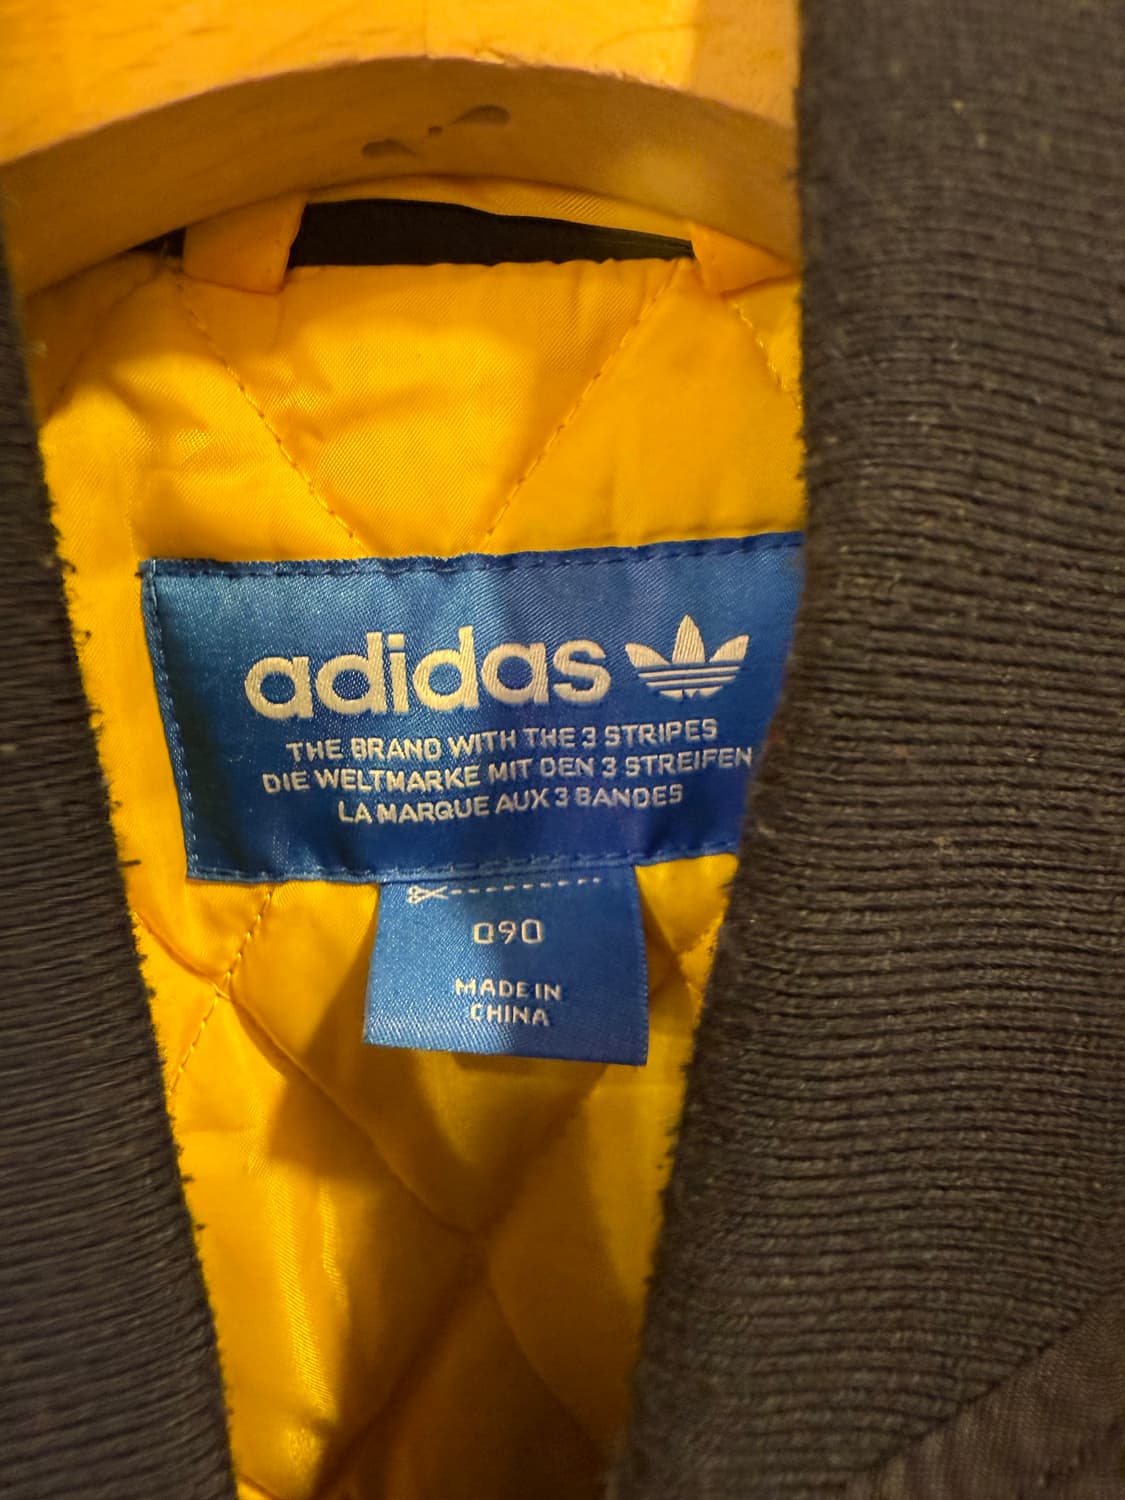 adidas
THE BRAND WITH THE 3 STRIPES
DIE WELTMARKE MIT DEN 3 STREIFEN
LA MARQUE AUX 3 BANDES
Q90
MADE IN
CHINA